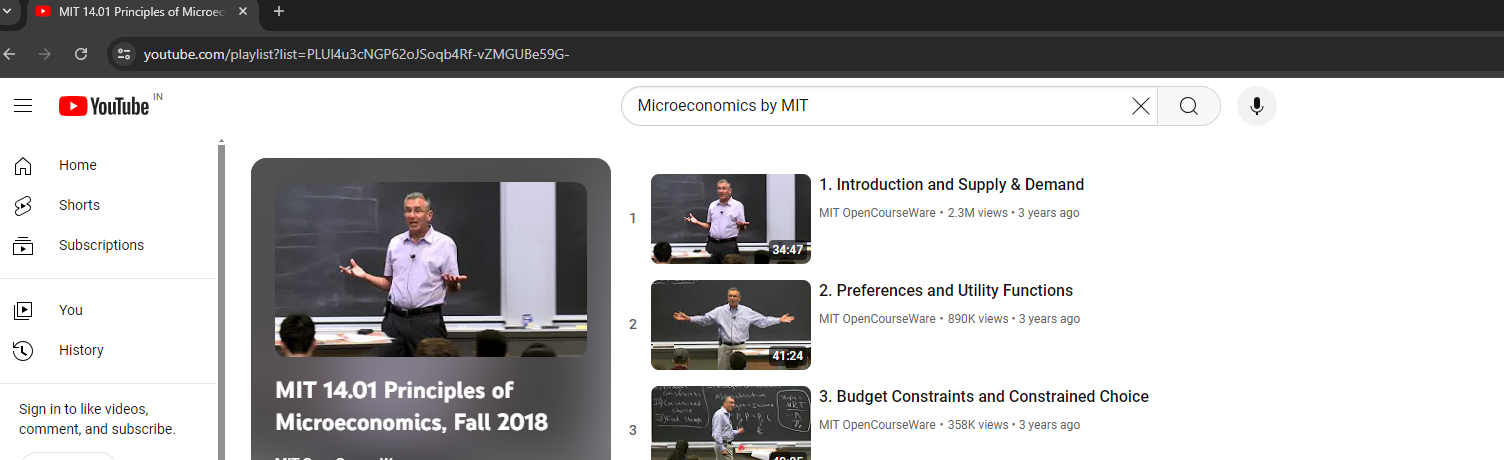 MIT 14.01 Principles of Microec
youtube.com/playlist?list=PLUl4u3cNGP62oJSoqb4Rf-vZMGUBe59G-
YouTube IN
Microeconomics by MIT
Home
Shorts
Subscriptions
You
History
Sign in to like videos,
comment, and subscribe.
MIT 14.01 Principles of
Microeconomics, Fall 2018
1
34:47
1. Introduction and Supply & Demand
MIT OpenCourseWare • 2.3M views • 3 years ago
2
41:24
2. Preferences and Utility Functions
MIT OpenCourseWare • 890K views • 3 years ago
3
3. Budget Constraints and Constrained Choice
MIT OpenCourseWare • 358K views • 3 years ago